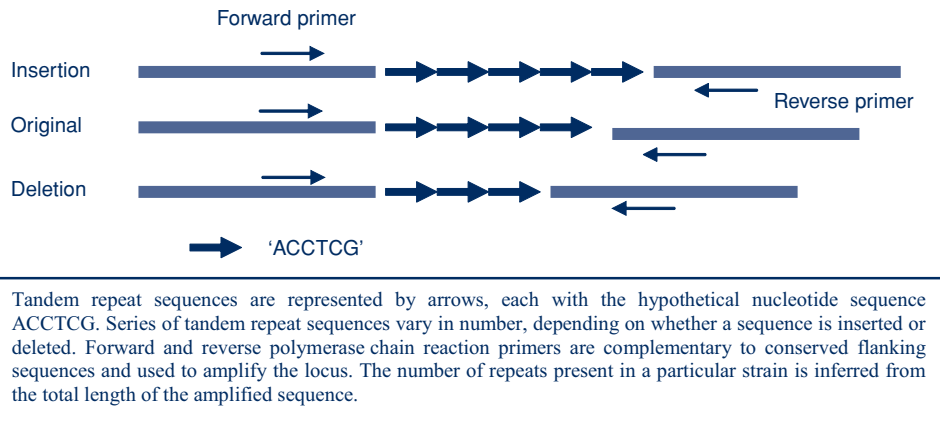 Forward primer
Insertion
Reverse primer
Original
Deletion
‘ACCTCG’
Tandem repeat sequences are represented by arrows, each with the hypothetical nucleotide sequence
ACCTCG. Series of tandem repeat sequences vary in number, depending on whether a sequence is inserted or
deleted. Forward and reverse polymerase chain reaction primers are complementary to conserved flanking
sequences and used to amplify the locus. The number of repeats present in a particular strain is inferred from
the total length of the amplified sequence.